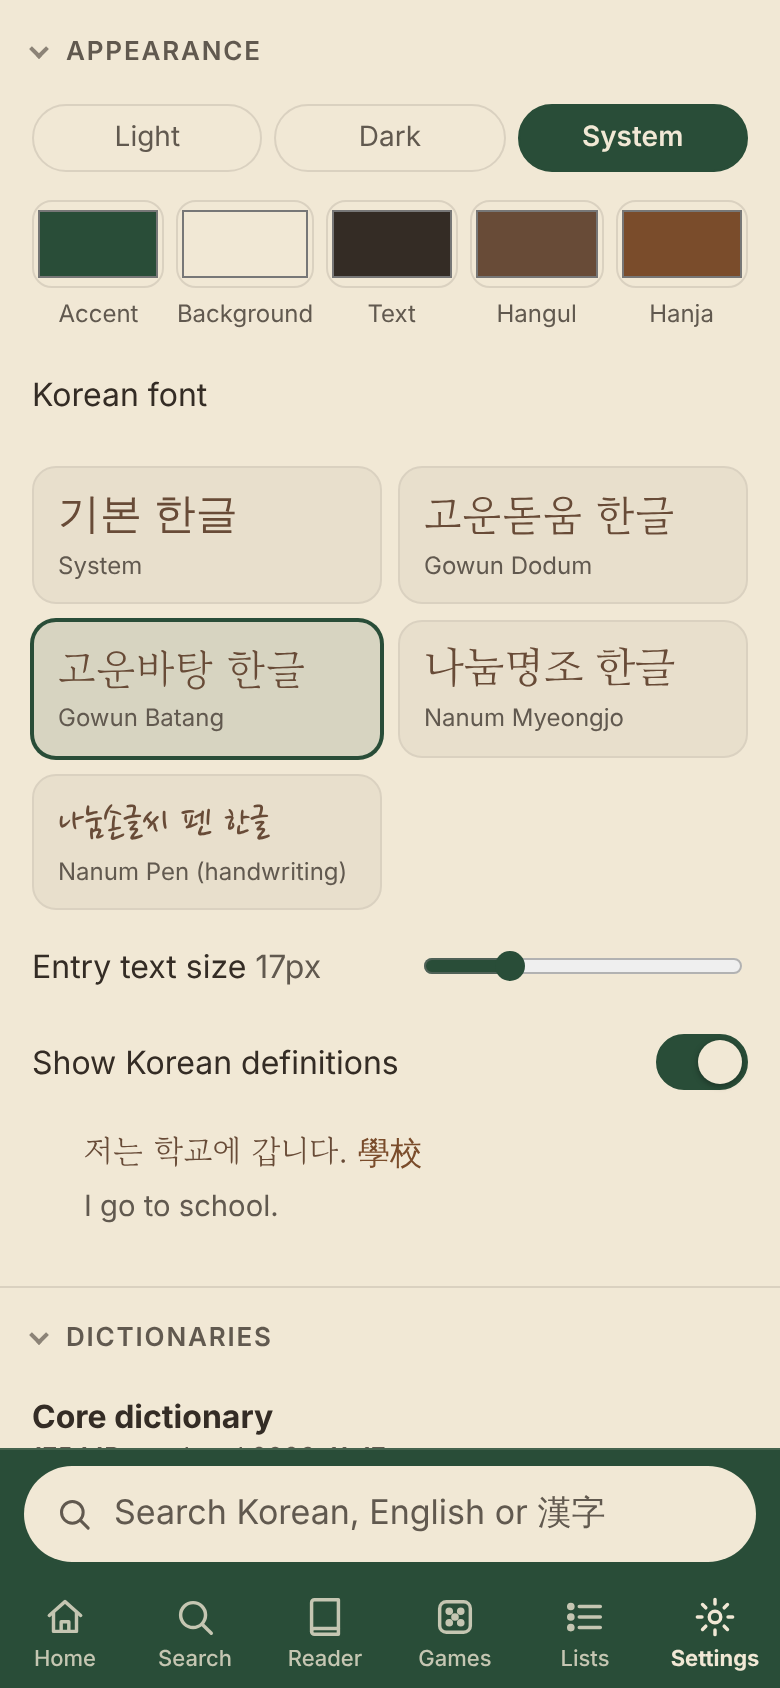 APPEARANCE
Light Dark System
Accent Background Text Hangul Hanja
Korean font
기본 한글 고운돋움 한글
System Gowun Dodum
고운바탕 한글 나눔명조 한글
Gowun Batang Nanum Myeongjo
나눔손글씨 펜 한글
Nanum Pen (handwriting)
Entry text size 17px
Show Korean definitions
저는 학교에 갑니다. 學校
I go to school.
DICTIONARIES
Core dictionary
Search Korean, English or 漢字
Home Search Reader Games Lists Settings